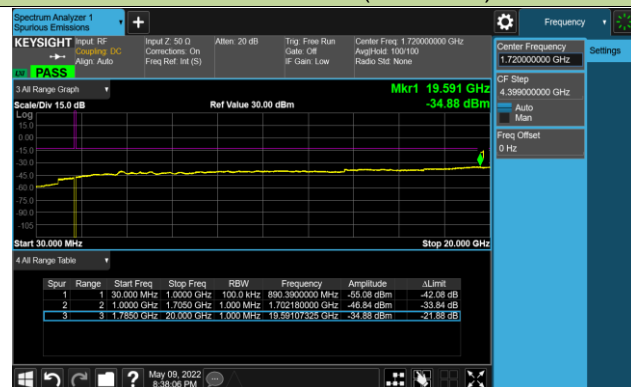 Spectrum Analyzer 1
Spurious Emissions
Frequency
KEYSIGHT Input: RF Input Z: 50 Ω Atten: 20 dB Trig: Free Run Center Freq: 1.720000000 GHz
Coupling: DC Corrections: On Gate: Off Avg|Hold: 100/100
Align: Auto Freq Ref: Int (S) IF Gain: Low Radio Std: None
PASS
Center Frequency
1.720000000 GHz
Settings
CF Step
4.399000000 GHz
Auto
Man
Freq Offset
0 Hz
3 All Range Graph
Mkr1 19.591 GHz
Scale/Div 15.0 dB Ref Value 30.00 dBm -34.88 dBm
Log
15.0
0.00
-15.0
-30.0
-45.0
-60.0
-75.0
-90.0
-105
Start 30.000 MHz Stop 20.000 GHz
4 All Range Table
Spur Range Start Freq Stop Freq RBW Frequency Amplitude ΔLimit
1 1 30.000 MHz 1.0000 GHz 100.0 kHz 890.3900000 MHz -55.08 dBm -42.08 dB
2 2 1.0000 GHz 1.7050 GHz 1.000 MHz 1.702180000 GHz -46.84 dBm -33.84 dB
3 3 1.7850 GHz 20.000 GHz 1.000 MHz 19.59107325 GHz -34.88 dBm -21.88 dB
May 09, 2022
8:38:06 PM